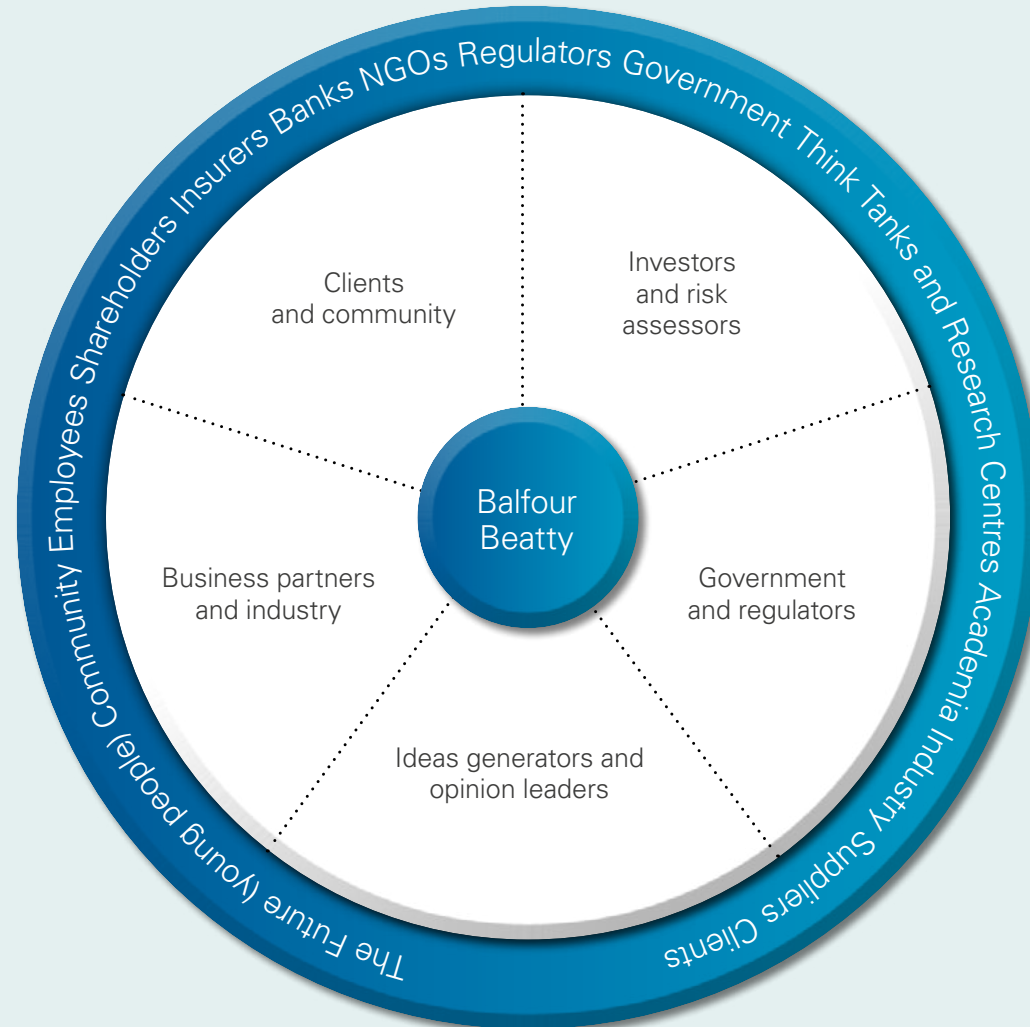 The Future (young people) Community Employees Shareholders Insurers Banks NGOs Regulators Government Think Tanks and Research Centres Academia Industry Suppliers Clients
Clients
and community
Investors
and risk
assessors
Balfour
Beatty
Business partners
and industry
Government
and regulators
Ideas generators and
opinion leaders